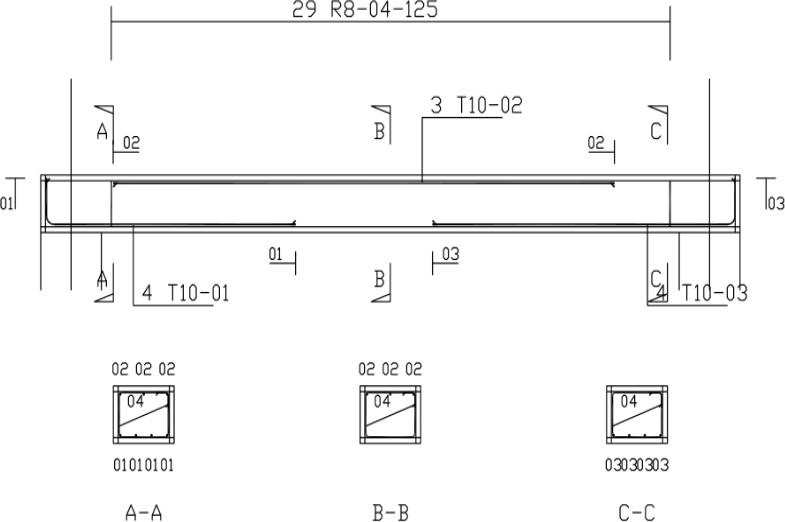 29 R8-04-125
3 T10-02
A B C
02 02
01 03
01 03
A B C
4 T10-01 4 T10-03
02 02 02 02 02 02
04 04 04
01010101 03030303
A-A B-B C-C